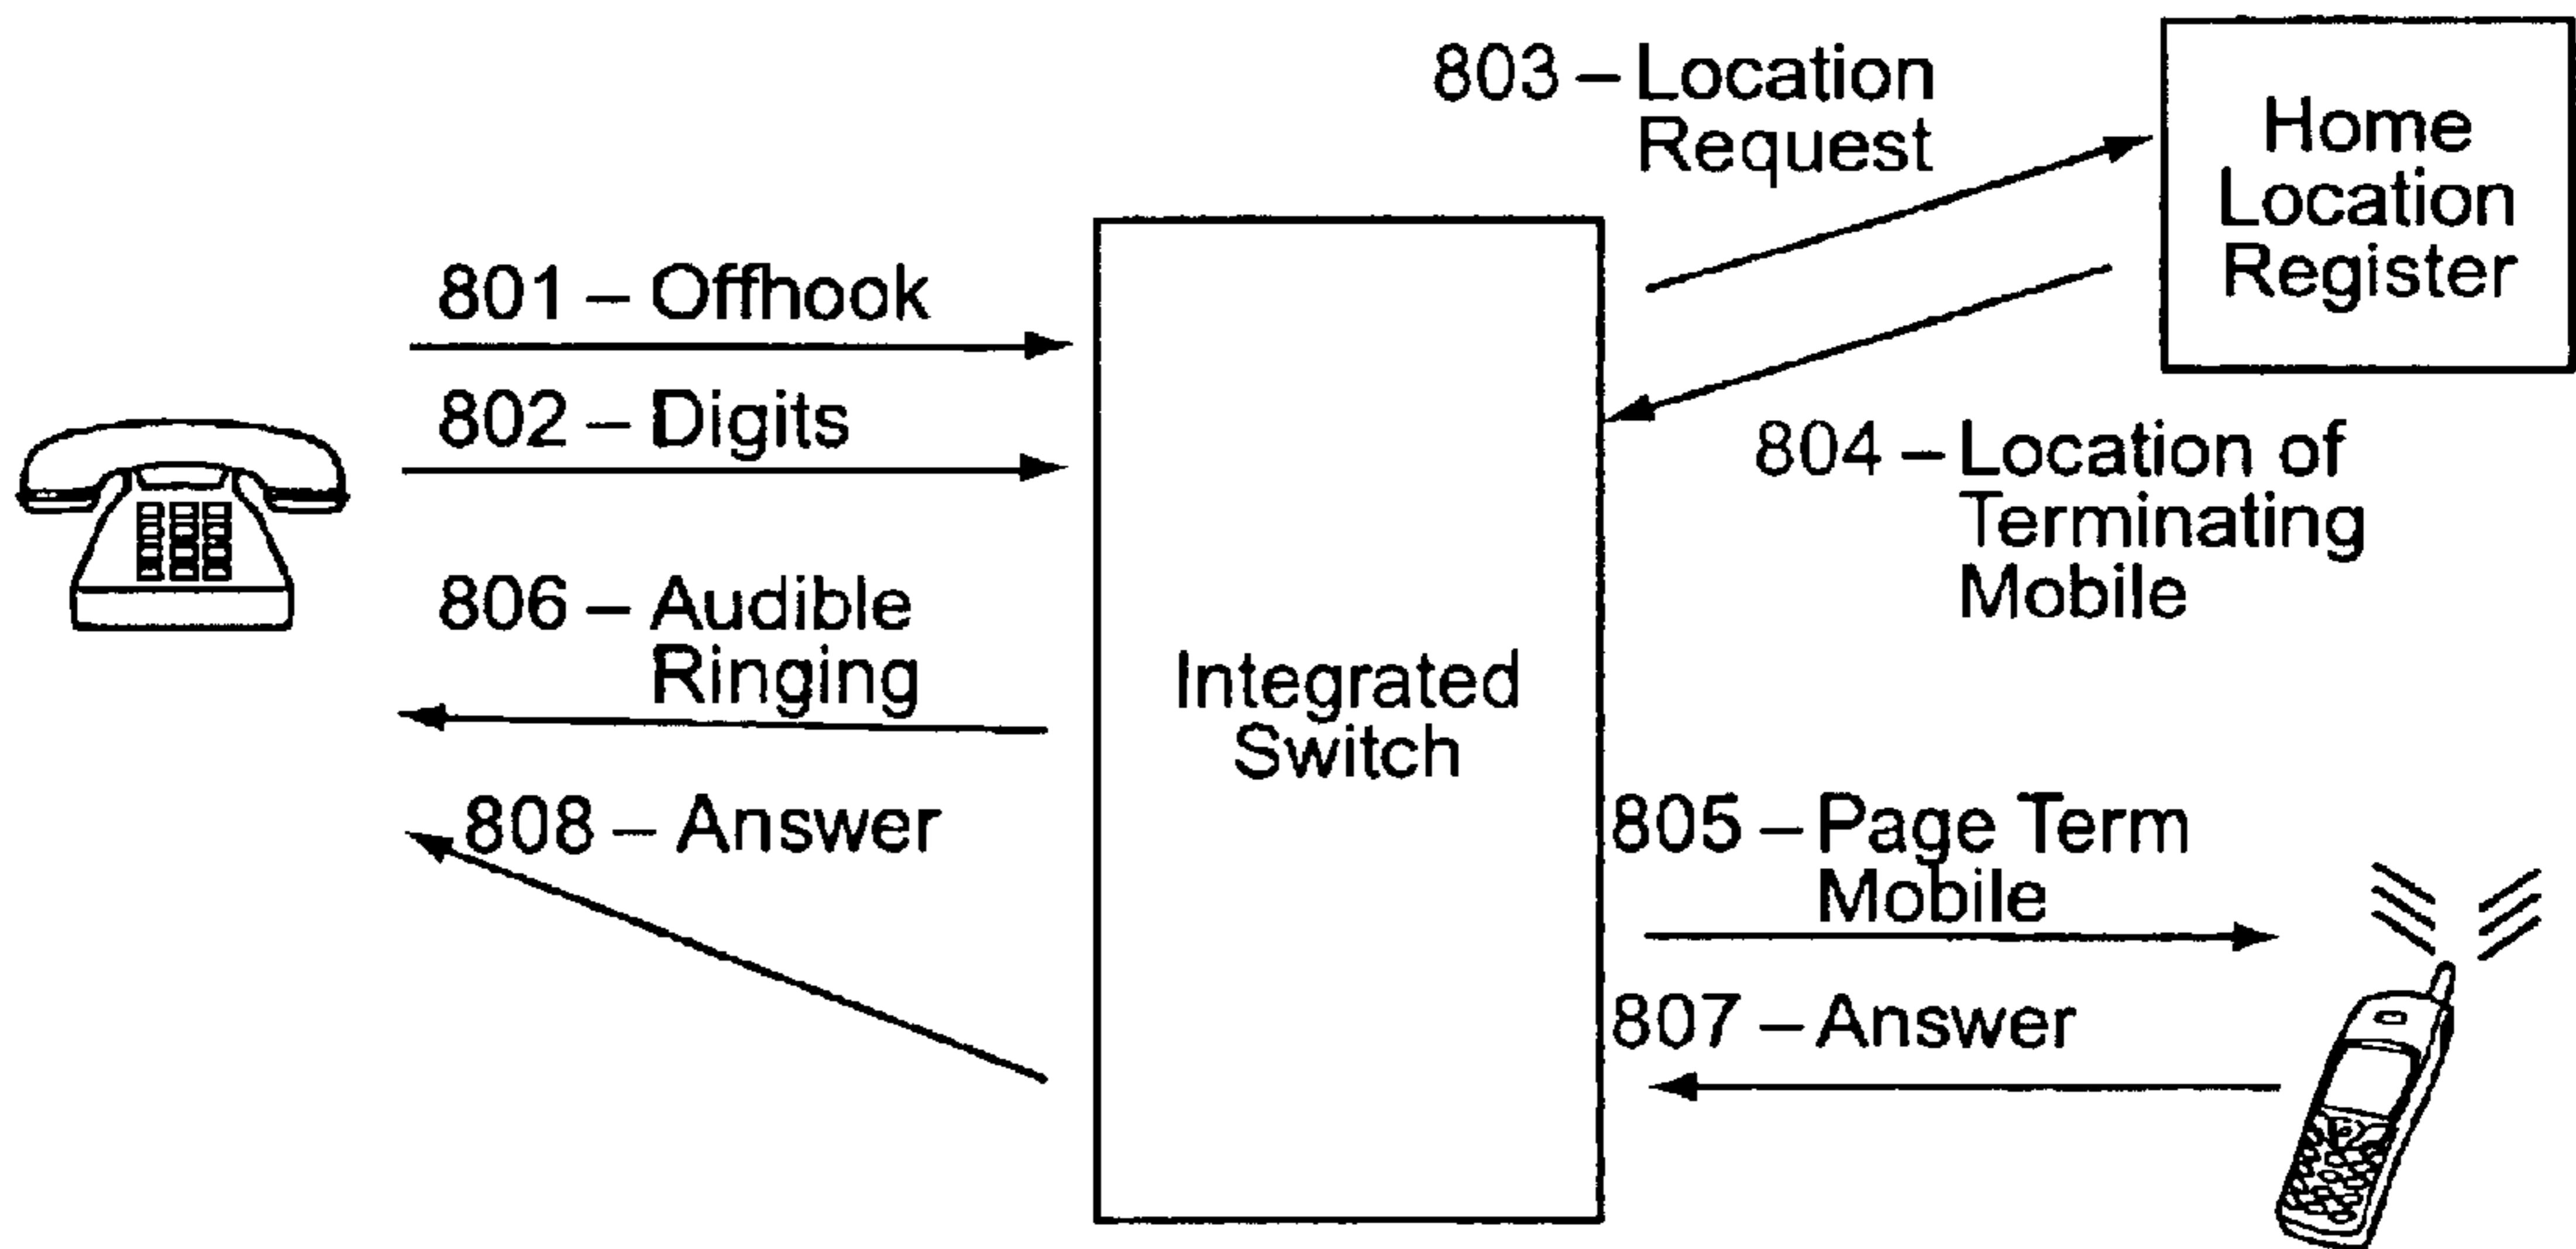 803 – Location
Request
Home
Location
Register
801 – Offhook
802 – Digits
804 – Location of
Terminating
Mobile
806 – Audible
Ringing
Integrated
Switch
808 – Answer
805 – Page Term
Mobile
807 – Answer